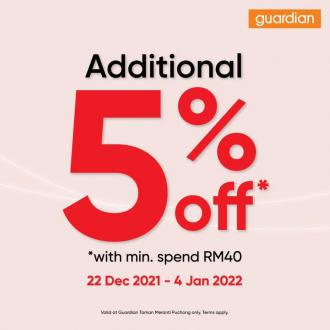 guardian
Additional
5%
off*
*with min. spend RM40
22 Dec 2021 - 4 Jan 2022
Valid at Guardian Taman Meranti Puchong only. Terms apply.